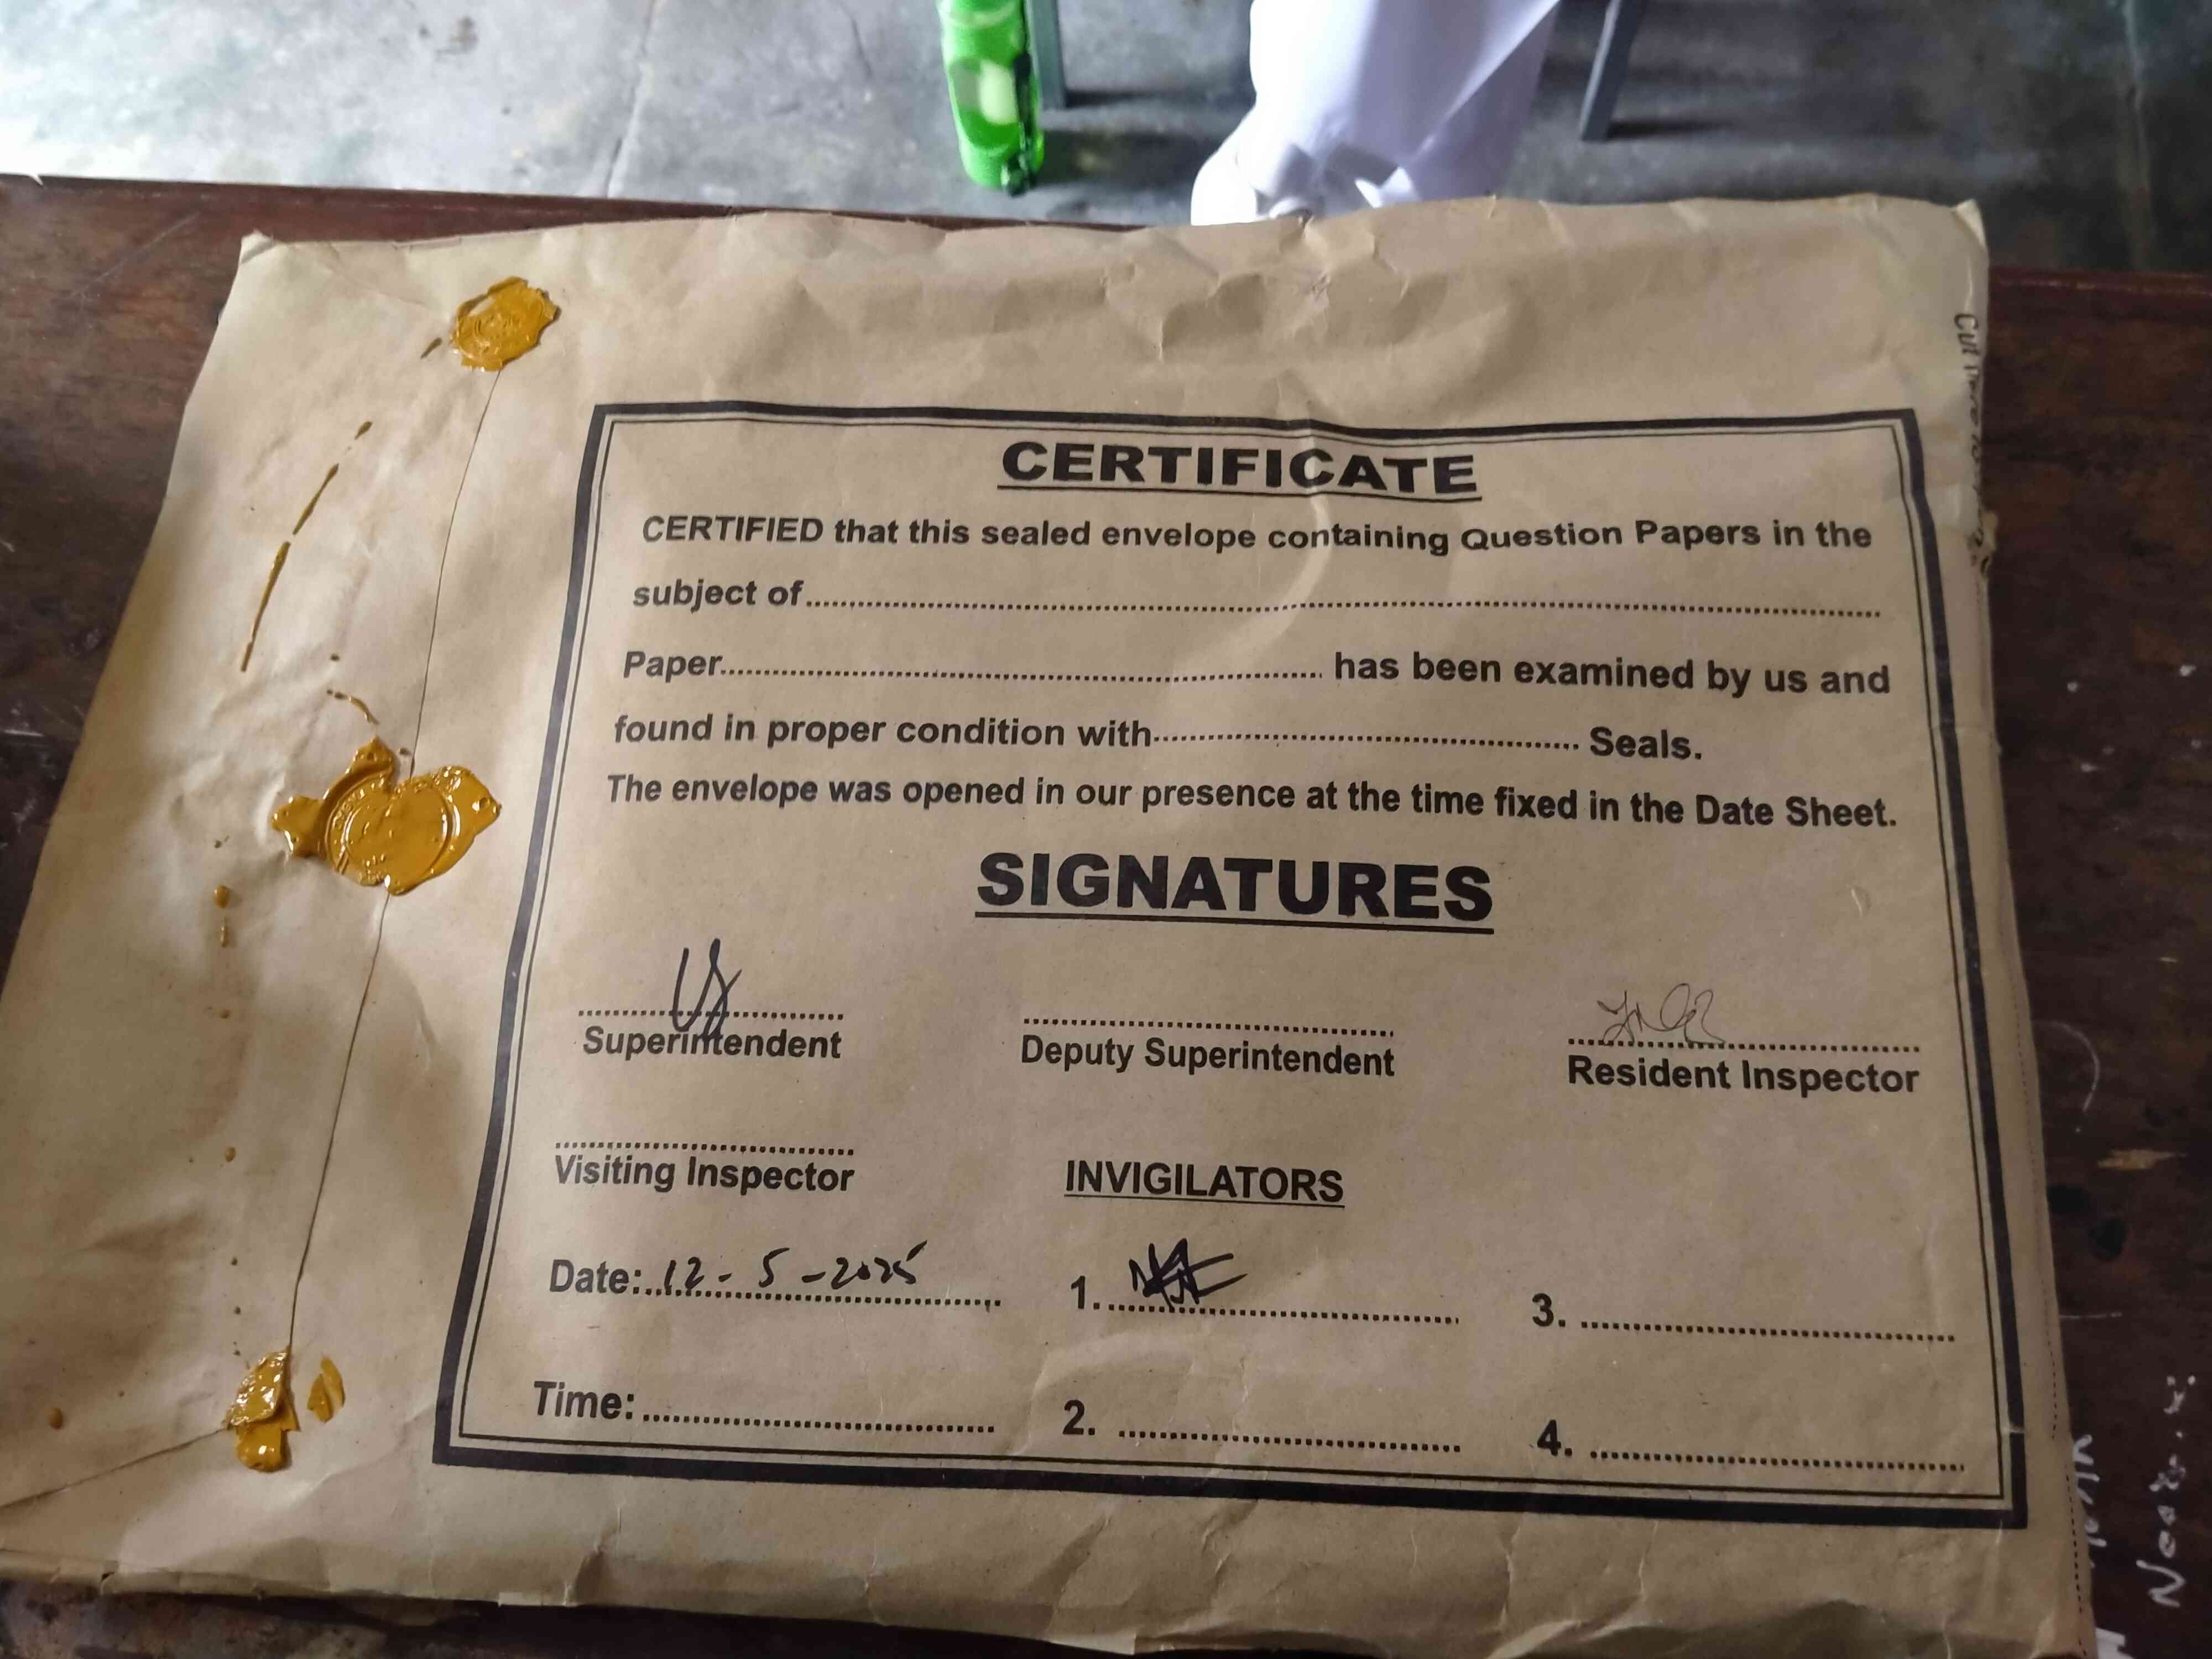 CERTIFICATE
CERTIFIED that this sealed envelope containing Question Papers in the
subject of
Paper has been examined by us and
found in proper condition with Seals.
The envelope was opened in our presence at the time fixed in the Date Sheet.
SIGNATURES
Superintendent
Deputy Superintendent
Resident Inspector
Visiting Inspector
INVIGILATORS
Date: 12-5-2025
1.
3.
Time:
2.
4.
Cut here to